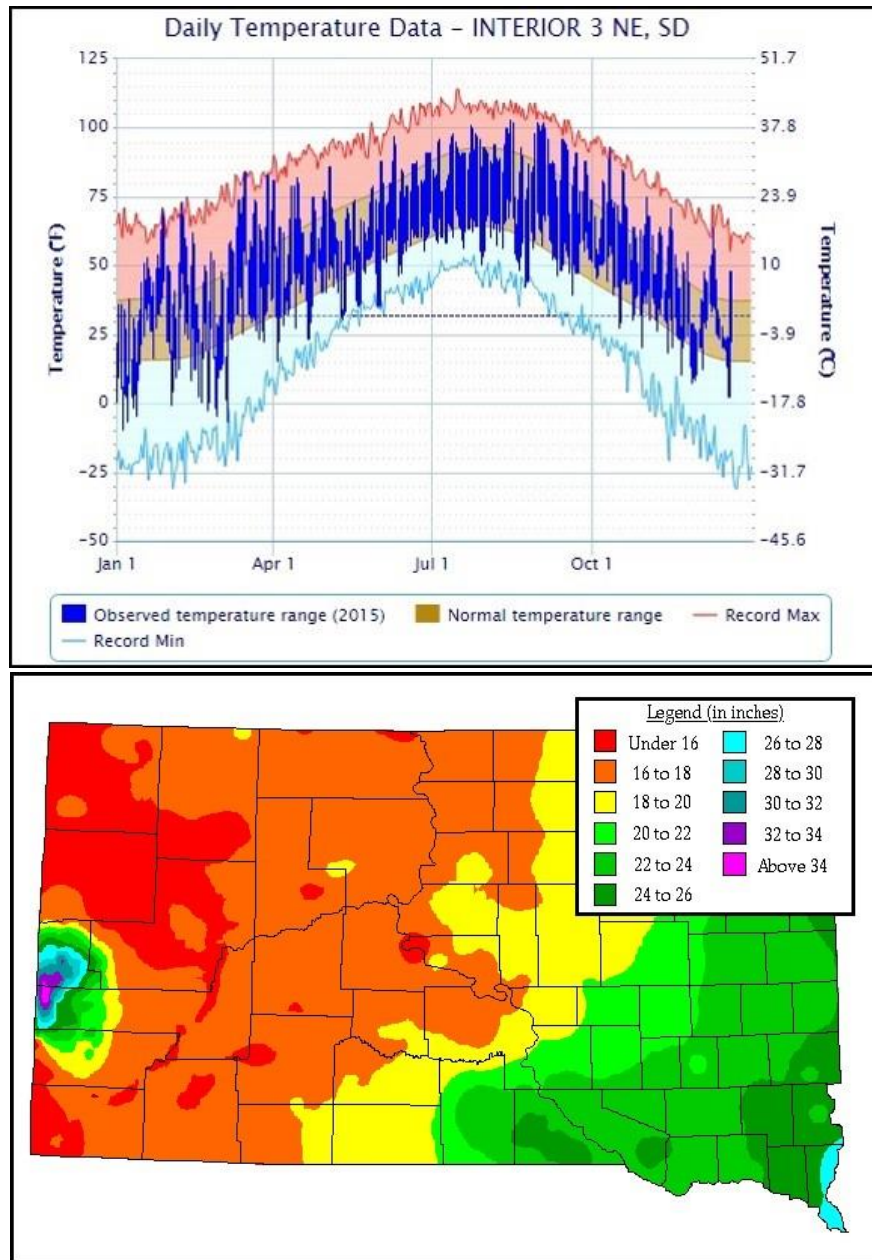 Daily Temperature Data - INTERIOR 3 NE, SD
125
100
75
50
25
0
-25
-50
Temperature (°F)
51.7
37.8
23.9
10
-3.9
-17.8
-31.7
-45.6
Temperature (°C)
Jan 1 Apr 1 Jul 1 Oct 1
Observed temperature range (2015) Normal temperature range Record Max
Record Min
Legend (in inches)
Under 16 26 to 28
16 to 18 28 to 30
18 to 20 30 to 32
20 to 22 32 to 34
22 to 24 Above 34
24 to 26